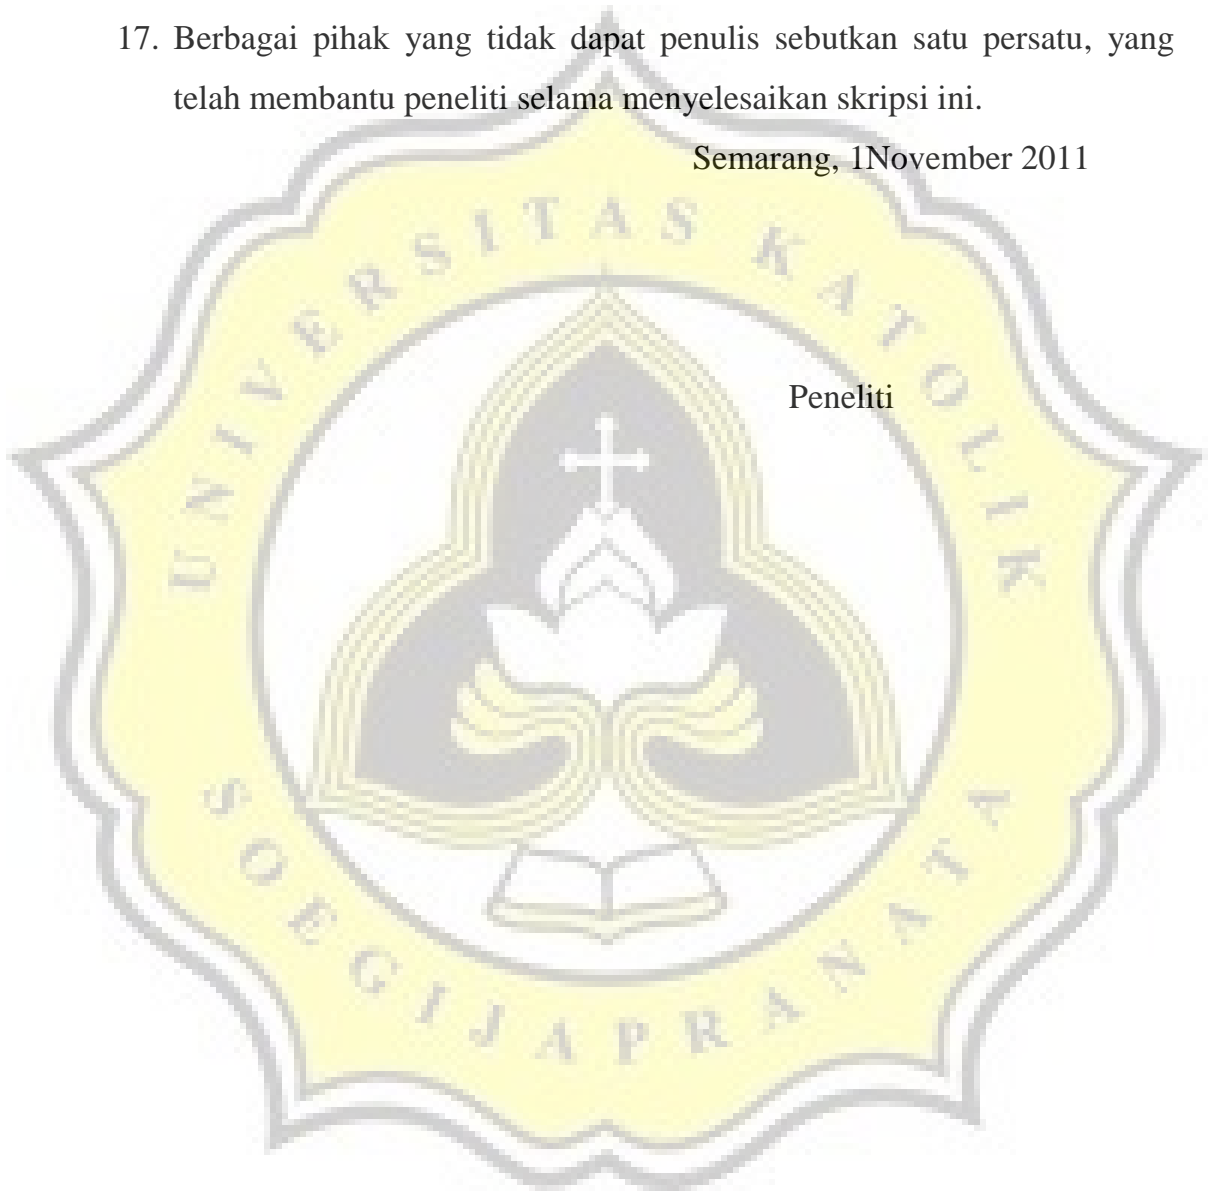 17. Berbagai pihak yang tidak dapat penulis sebutkan satu persatu, yang
telah membantu peneliti selama menyelesaikan skripsi ini.
Semarang, 1November 2011
UNIVERSITAS KATOLIK
Peneliti
SOEGIJAPRANATA